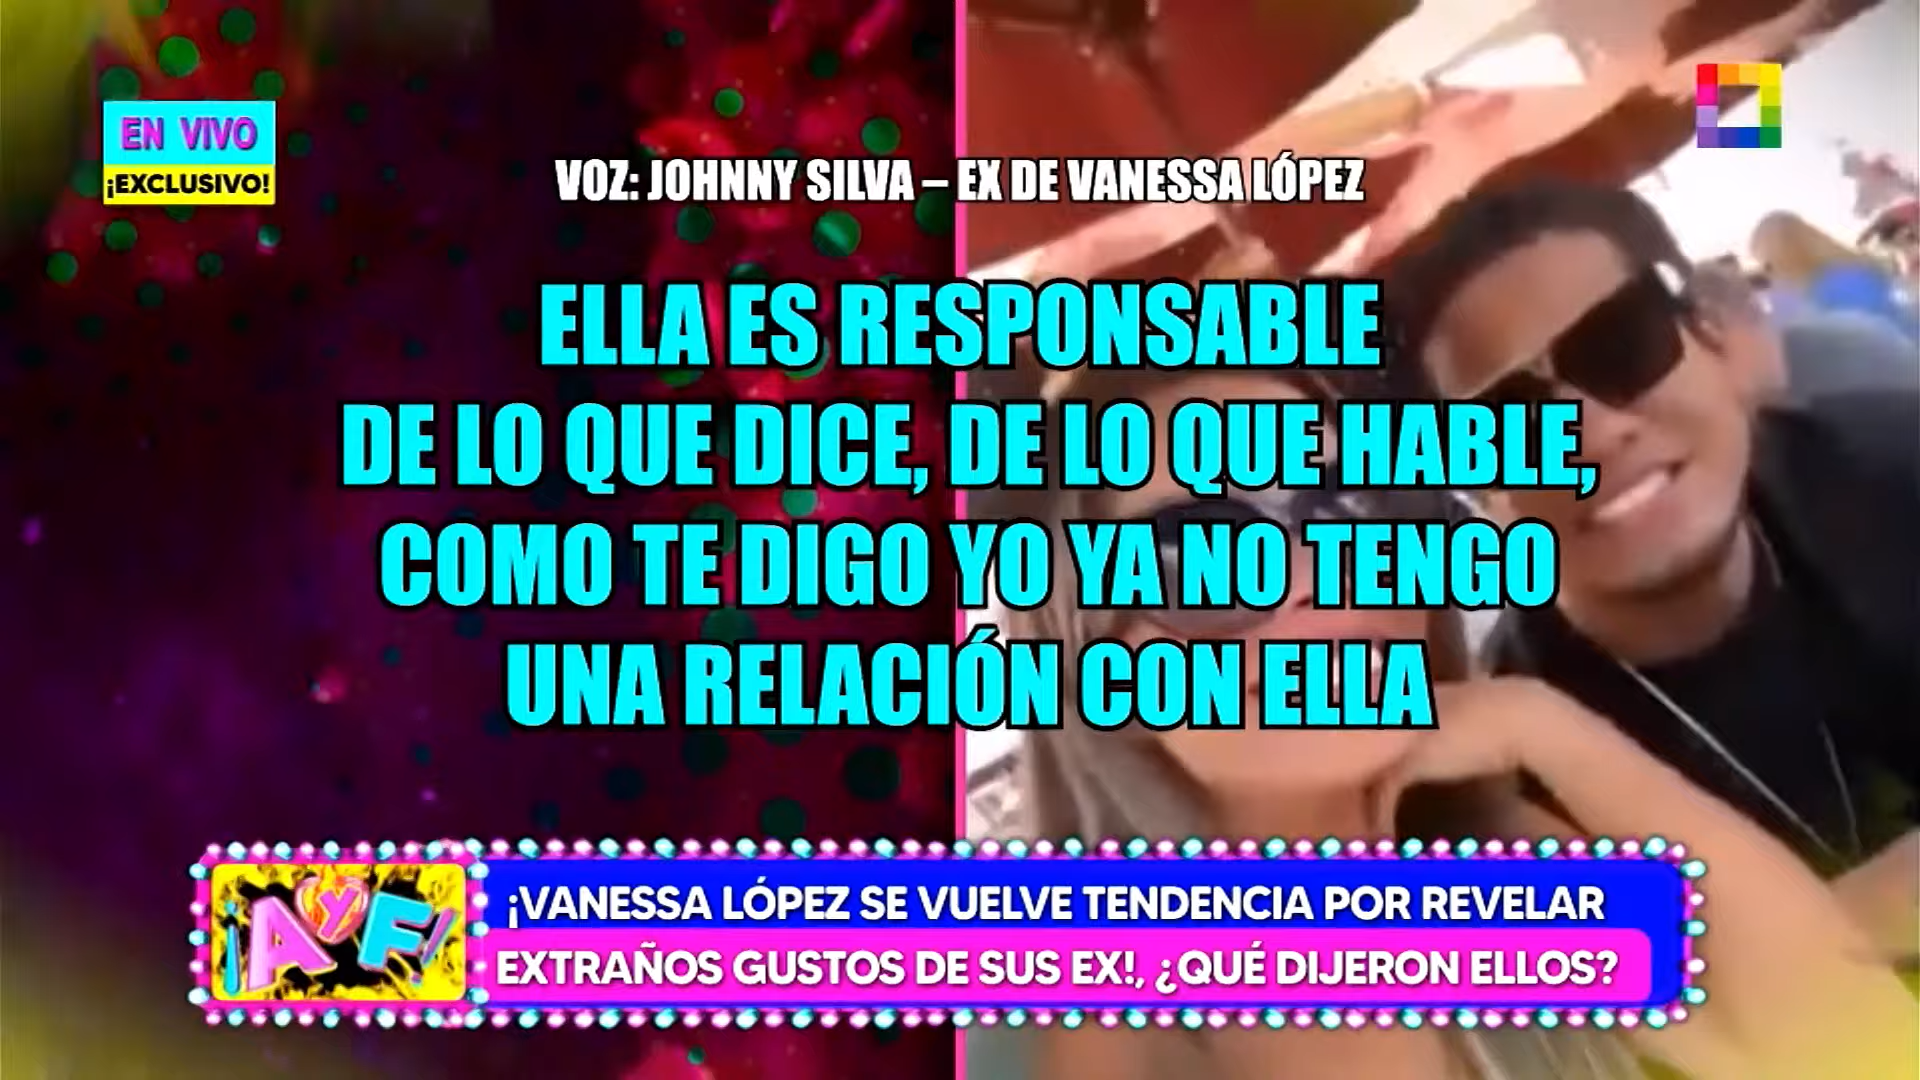 EN VIVO
¡EXCLUSIVO!
VOZ: JOHNNY SILVA – EX DE VANESSA LÓPEZ
ELLA ES RESPONSABLE
DE LO QUE DICE, DE LO QUE HABLE,
COMO TE DIGO YO YA NO TENGO
UNA RELACIÓN CON ELLA
¡AYF!
¡VANESSA LÓPEZ SE VUELVE TENDENCIA POR REVELAR
EXTRAÑOS GUSTOS DE SUS EX!, ¿QUÉ DIJERON ELLOS?